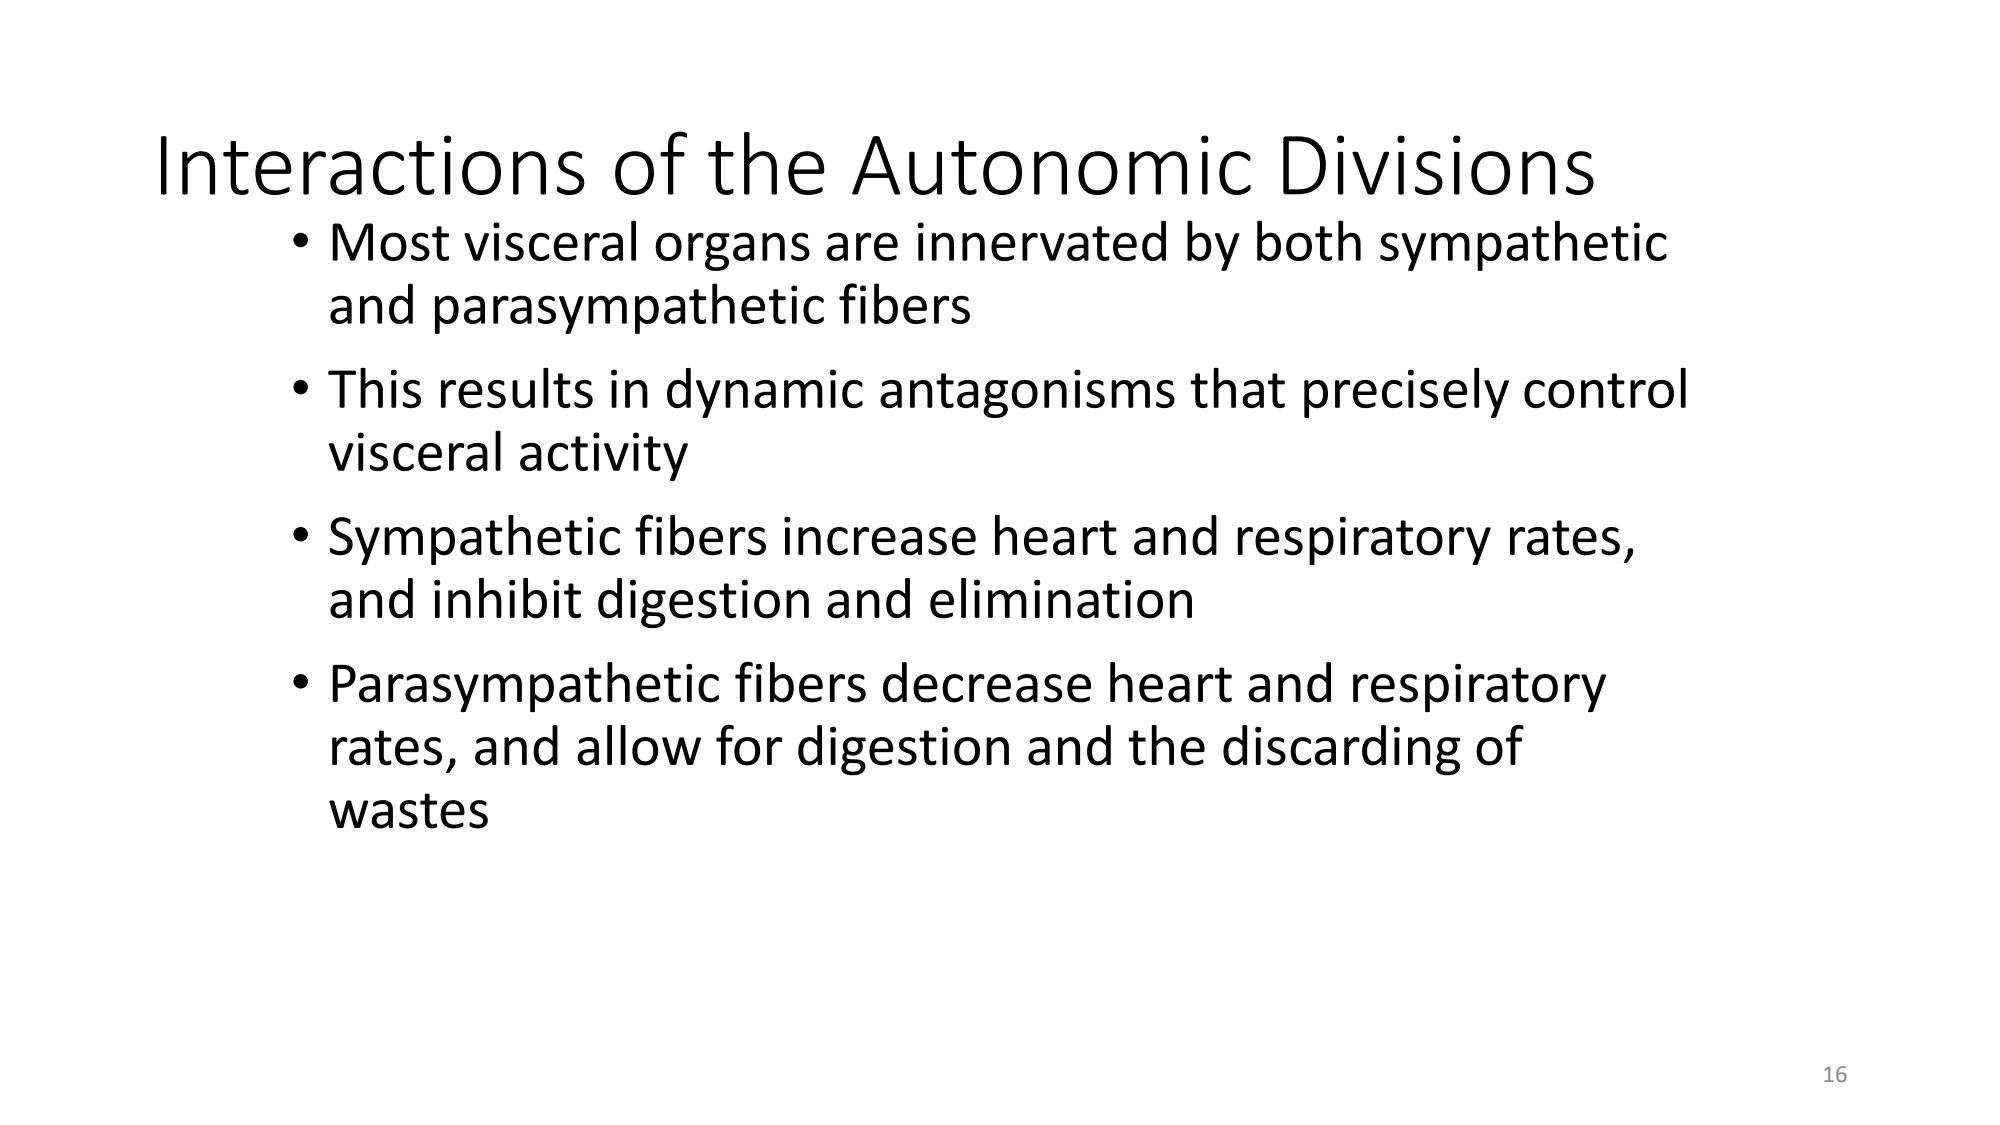 Interactions of the Autonomic Divisions
• Most visceral organs are innervated by both sympathetic
and parasympathetic fibers
• This results in dynamic antagonisms that precisely control
visceral activity
• Sympathetic fibers increase heart and respiratory rates,
and inhibit digestion and elimination
• Parasympathetic fibers decrease heart and respiratory
rates, and allow for digestion and the discarding of
wastes
16